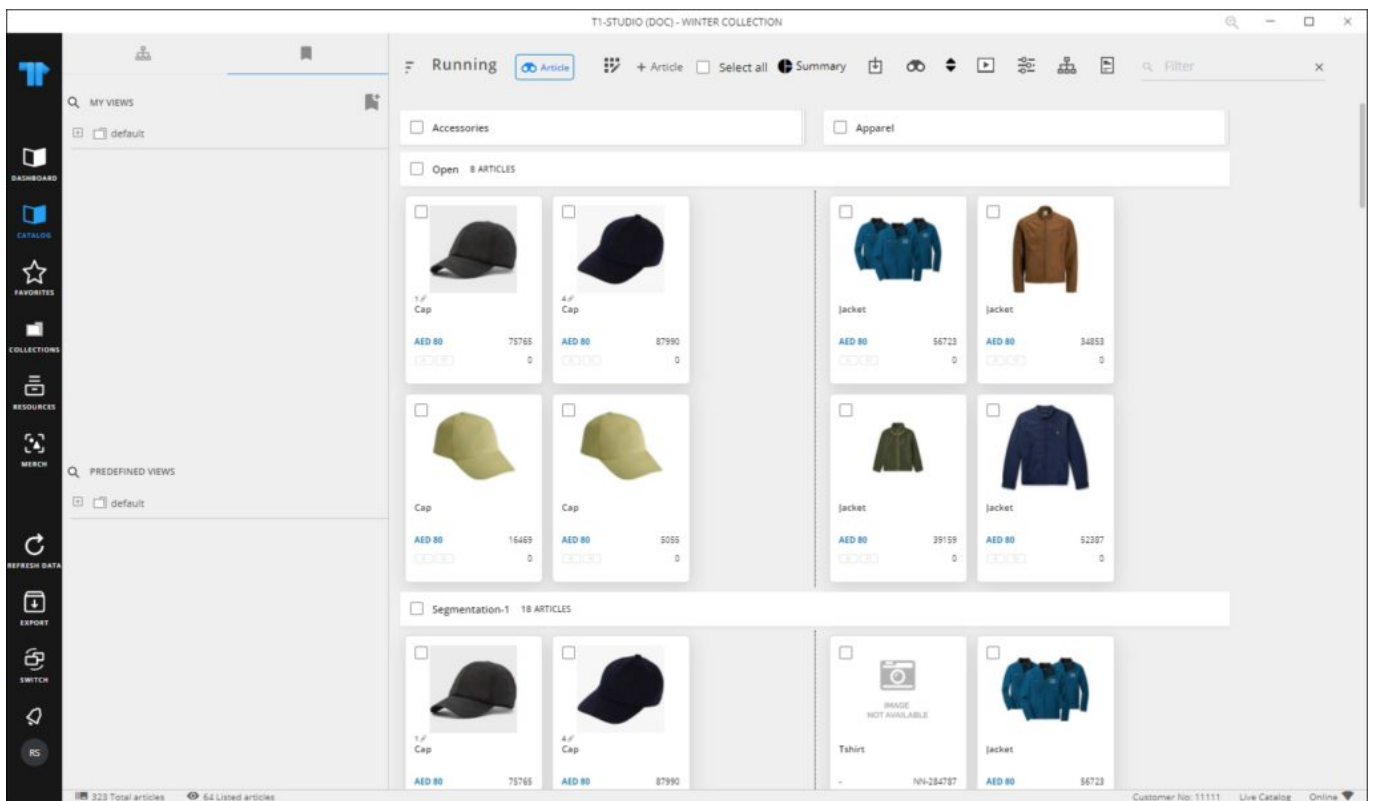 T1-STUDIO (DOC) - WINTER COLLECTION
Running Article + Article Select all Summary Filter
MY VIEWS
default
PREDEFINED VIEWS
default
DASHBOARD
CATALOG
FAVORITES
COLLECTIONS
RESOURCES
MERCH
REFRESH DATA
EXPORT
SWITCH
RS
Accessories Apparel
Open 8 ARTICLES
1 4
Cap Cap Jacket Jacket
AED 80 75765 AED 80 87990 AED 80 56723 AED 80 34853
0 0 0 0
Cap Cap Jacket Jacket
AED 80 16469 AED 80 5055 AED 80 39159 AED 80 52387
0 0 0 0
Segmentation-1 18 ARTICLES
IMAGE
NOT AVAILABLE
1 4
Cap Cap Tshirt Jacket
AED 80 75765 AED 80 87990 - NN-284787 AED 80 56723
323 Total articles 64 Listed articles Customer No: 11111 Live Catalog Online